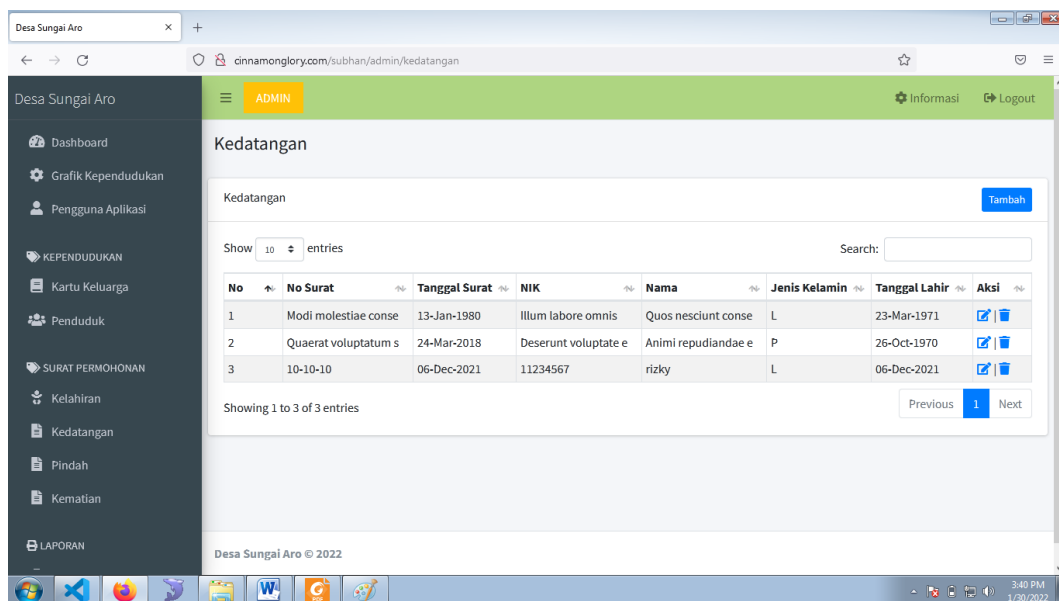 Desa Sungai Aro
cinnamonglory.com/subhan/admin/kedatangan
Desa Sungai Aro
ADMIN
Informasi
Logout
Dashboard
Grafik Kependudukan
Pengguna Aplikasi
KEPENDUDUKAN
Kartu Keluarga
Penduduk
SURAT PERMOHONAN
Kelahiran
Kedatangan
Pindah
Kematian
LAPORAN
Kedatangan
Kedatangan
Tambah
Show 10 entries
Search:
No No Surat Tanggal Surat NIK Nama Jenis Kelamin Tanggal Lahir Aksi
1 Modi molestiae conse 13-Jan-1980 Illum labore omnis Quos nesciunt conse L 23-Mar-1971 |
2 Quaerat voluptatum s 24-Mar-2018 Deserunt voluptate e Animi repudiandae e P 26-Oct-1970 |
3 10-10-10 06-Dec-2021 11234567 rizky L 06-Dec-2021 |
Showing 1 to 3 of 3 entries
Previous 1 Next
Desa Sungai Aro © 2022
3:40 PM
1/30/2022